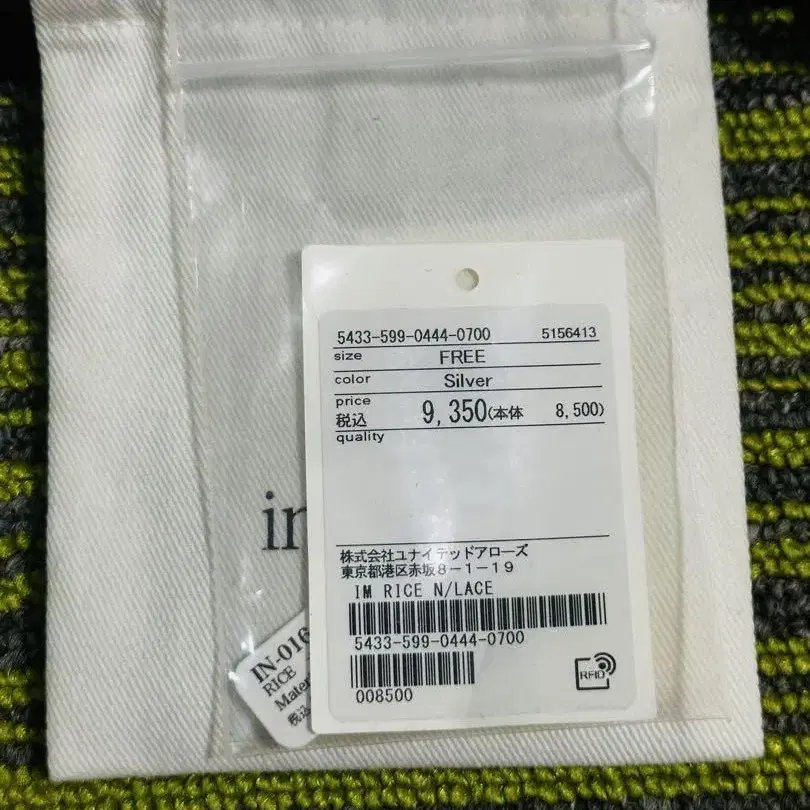 5433-599-0444-0700 5156413
size FREE
color Silver
price
税込 9,350(本体 8,500)
quality
in
株式会社ユナイテッドアローズ
東京都港区赤坂8-1-19
IM RICE N/LACE
5433-599-0444-0700
008500
RFID
IN-016
RICE
Mater
税込